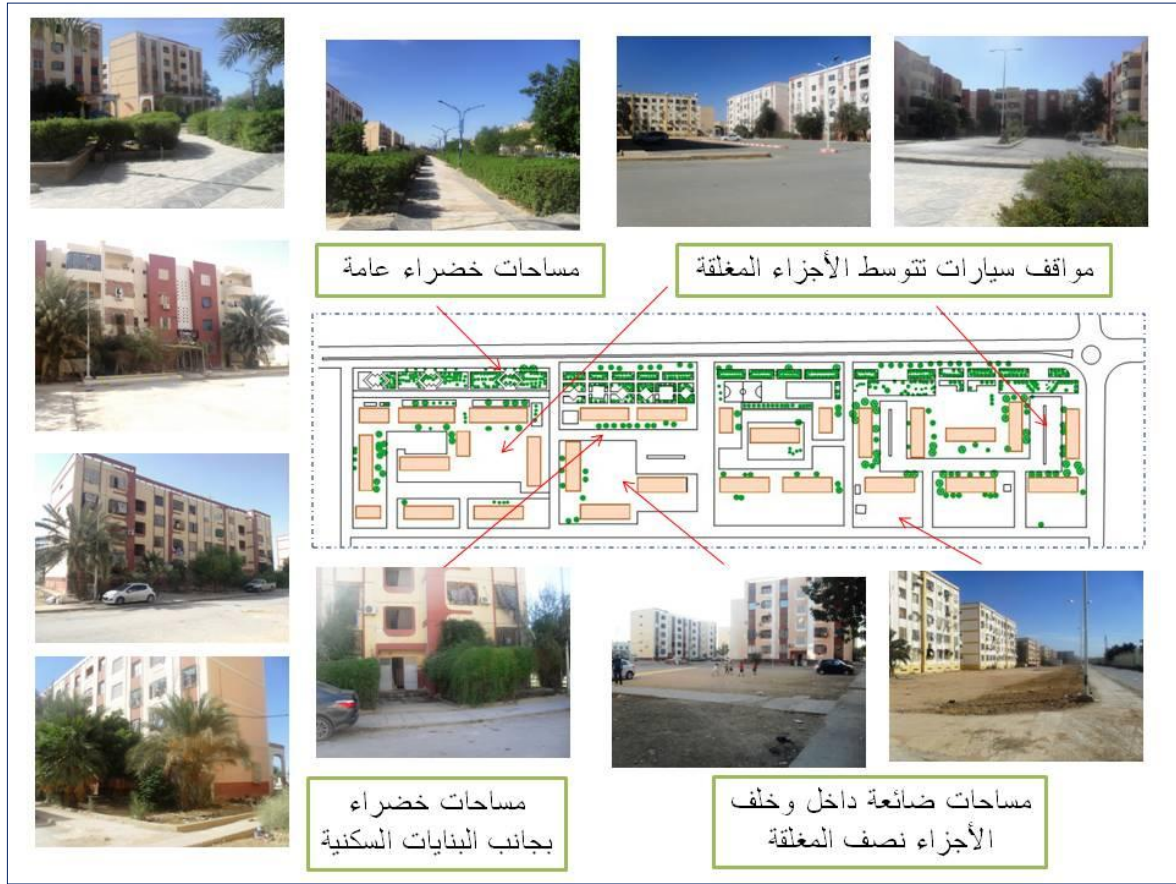 مساحات خضراء عامة
مواقف سيارات تتوسط الأجزاء المغلقة
مساحات خضراء
بجانب البنايات السكنية
مساحات ضائعة داخل وخلف
الأجزاء نصف المغلقة